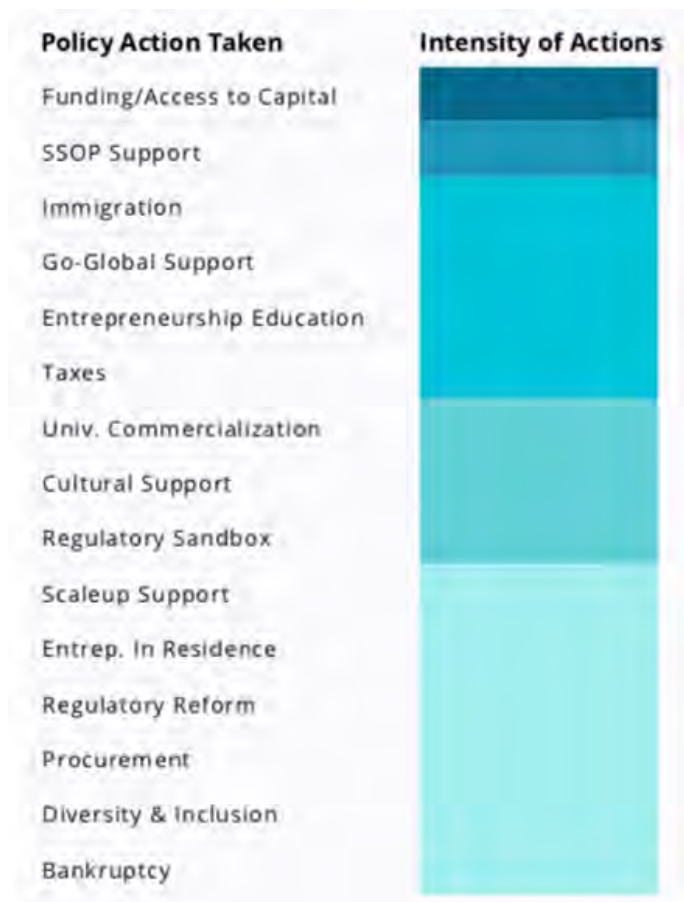 Policy Action Taken Intensity of Actions
Funding/Access to Capital
SSOP Support
Immigration
Go-Global Support
Entrepreneurship Education
Taxes
Univ. Commercialization
Cultural Support
Regulatory Sandbox
Scaleup Support
Entrep. In Residence
Regulatory Reform
Procurement
Diversity & Inclusion
Bankruptcy